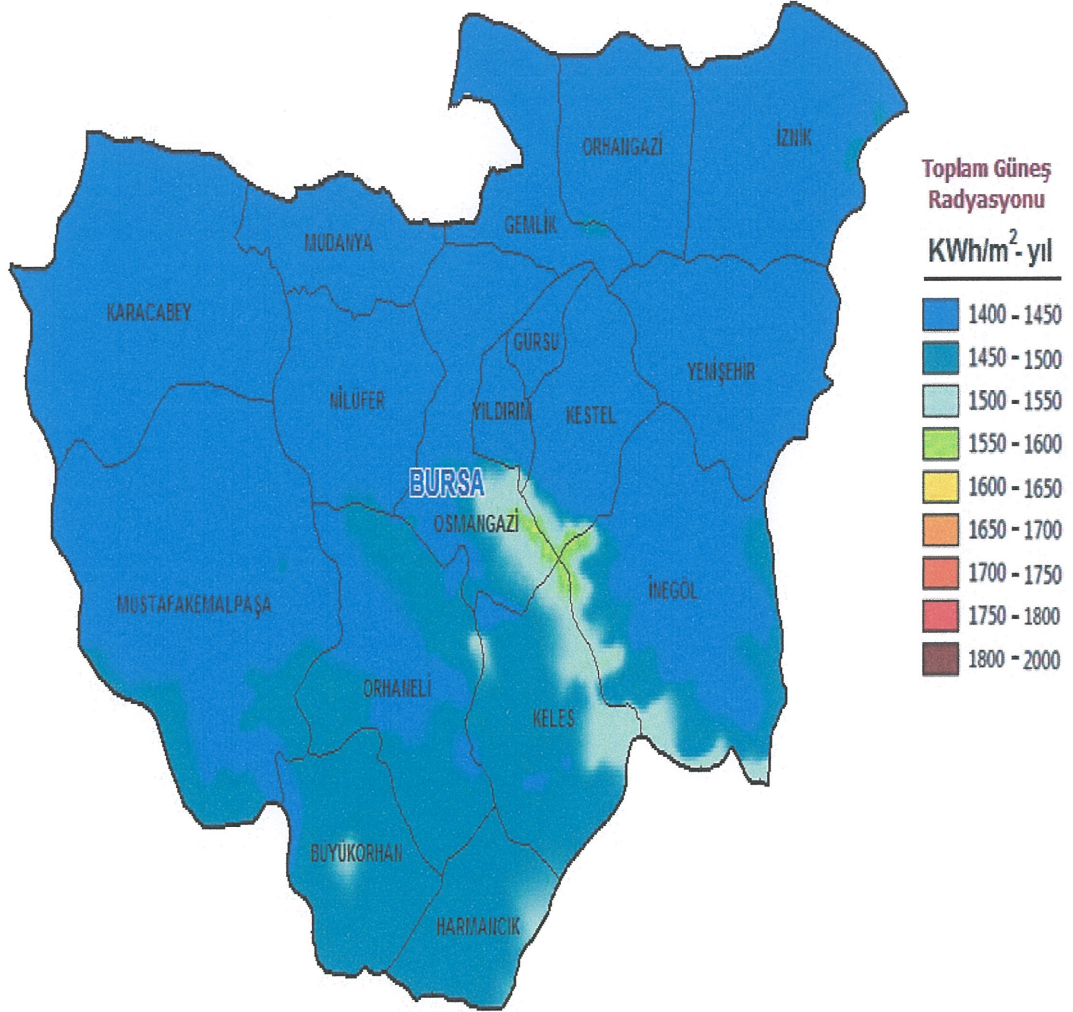 ORHANGAZİ
İZNİK
GEMLİK
MUDANYA
KARACABEY
GÜRSU
YENİŞEHİR
NİLÜFER
YILDIRIM
KESTEL
BURSA
OSMANGAZİ
MUSTAFAKEMALPAŞA
İNEGÖL
ORHANELİ
KELES
BÜYÜKORHAN
HARMANCIK
Toplam Güneş
Radyasyonu
KWh/m²- yıl
1400 - 1450
1450 - 1500
1500 - 1550
1550 - 1600
1600 - 1650
1650 - 1700
1700 - 1750
1750 - 1800
1800 - 2000